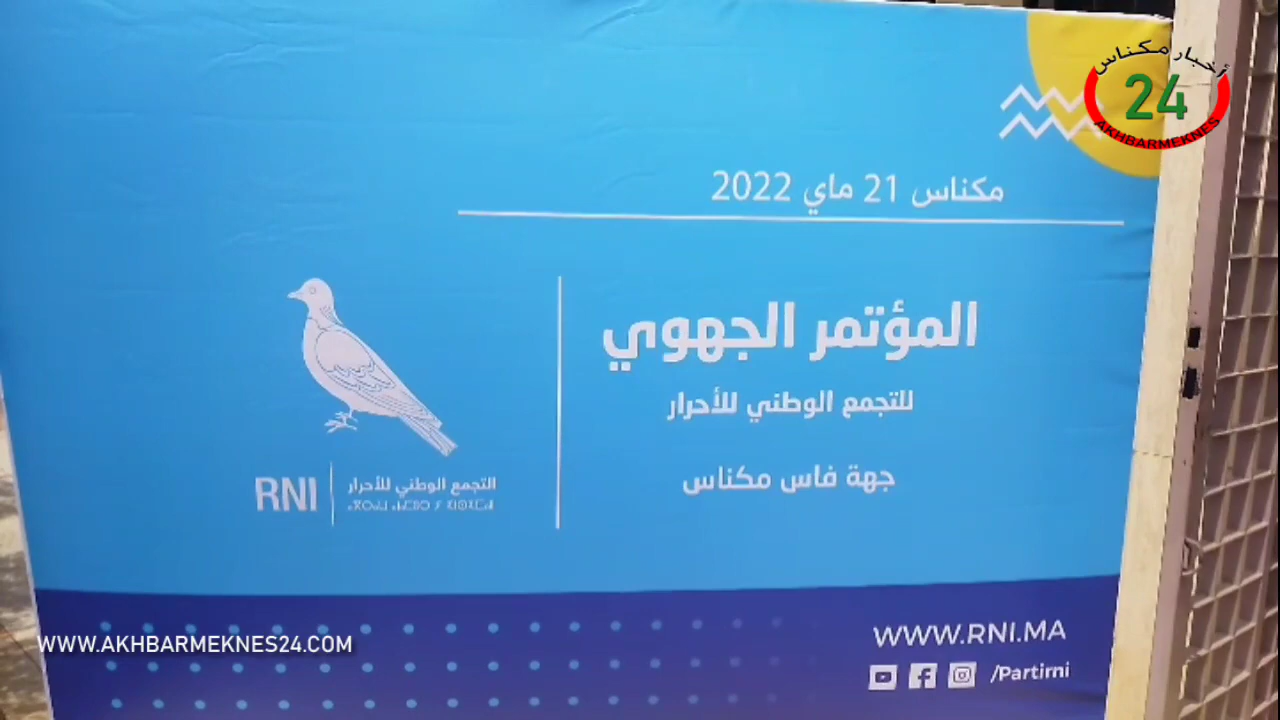 أخبار مكناس
24
AKHBARMEKNES
مكناس 21 ماي 2022
المؤتمر الجهوي
للتجمع الوطني للأحرار
جهة فاس مكناس
RNI
التجمع الوطني للأحرار
WWW.AKHBARMEKNES24.COM
WWW.RNI.MA
/Partirni